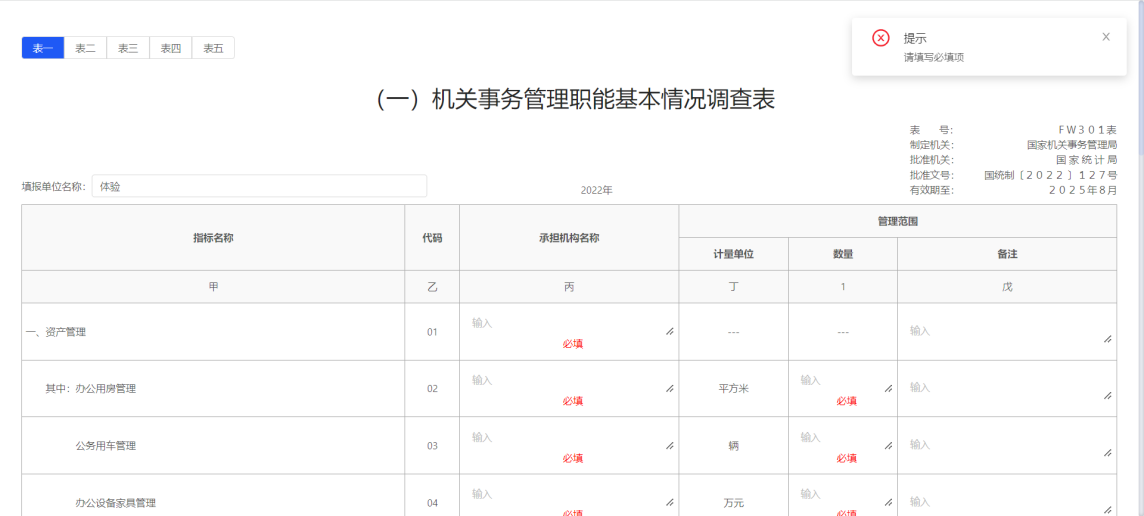 表一 表二 表三 表四 表五
提示
请填写必填项
（一）机关事务管理职能基本情况调查表
表 号： FW301表
制定机关： 国家机关事务管理局
批准机关： 国家统计局
批准文号： 国统制〔2022〕127号
有效期至： 2025年8月
填报单位名称： 体验 2022年
指标名称 代码 承担机构名称 管理范围
计量单位 数量 备注
甲 乙 丙 丁 1 戊
一、资产管理 01 输入 必填 --- --- 输入
其中：办公用房管理 02 输入 必填 平方米 输入 必填 输入
公务用车管理 03 输入 必填 辆 输入 必填 输入
办公设备家具管理 04 输入 必填 万元 输入 必填 输入